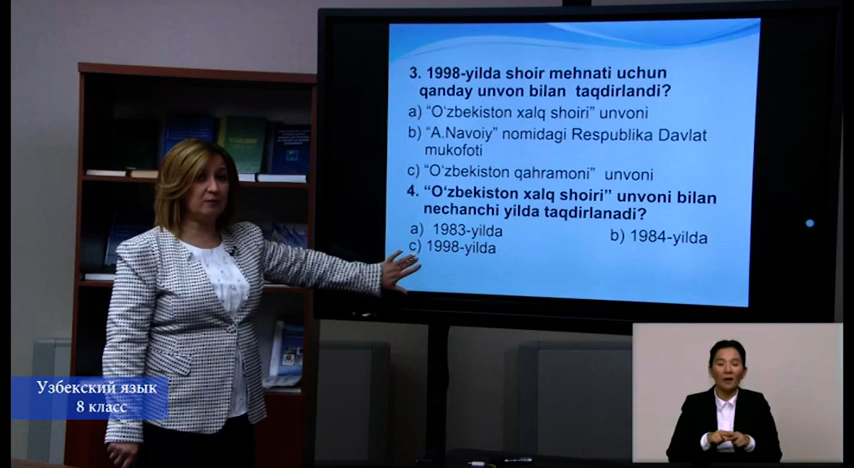 3. 1998-yilda shoir mehnati uchun
qanday unvon bilan taqdirlandi?
a) "O'zbekiston xalq shoiri" unvoni
b) "A.Navoiy" nomidagi Respublika Davlat
mukofoti
c) "O'zbekiston qahramoni" unvoni
4. "O'zbekiston xalq shoiri" unvoni bilan
nechanchi yilda taqdirlanadi?
a) 1983-yilda b) 1984-yilda
c) 1998-yilda
Узбекский язык
8 класс